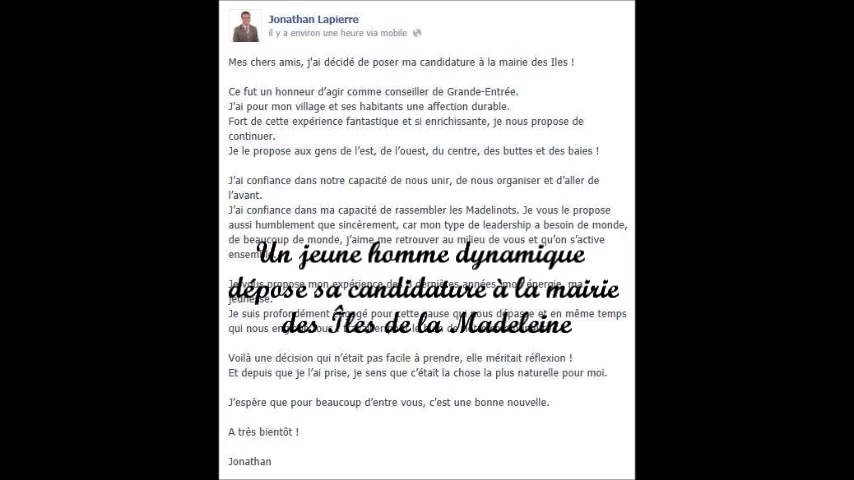 Jonathan Lapierre
il y a environ une heure via mobile
Mes chers amis, j'ai décidé de poser ma candidature à la mairie des Iles !
Ce fut un honneur d'agir comme conseiller de Grande-Entrée.
J'ai pour mon village et ses habitants une affection durable.
Fort de cette expérience fantastique et si enrichissante, je nous propose de
continuer.
Je le propose aux gens de l'est, de l'ouest, du centre, des buttes et des baies !
J'ai confiance dans notre capacité de nous unir, de nous organiser et d'aller de
l'avant.
J'ai confiance dans ma capacité de rassembler les Madelinots. Je vous le propose
aussi humblement que sincèrement, car mon type de leadership a besoin de monde,
de beaucoup de monde, j'aime me retrouver au milieu de vous et qu'on s'active
ensemble.
Un jeune homme dynamique
dépose sa candidature à la mairie
des Îles de la Madeleine
Je vous propose mon expérience des dernières années, mon énergie, ma
jeunesse.
Je suis profondément engagé pour cette cause qui nous dépasse et en même temps
qui nous
Voilà une décision qui n'était pas facile à prendre, elle méritait réflexion !
Et depuis que je l'ai prise, je sens que c'était la chose la plus naturelle pour moi.
J'espère que pour beaucoup d'entre vous, c'est une bonne nouvelle.
A très bientôt !
Jonathan